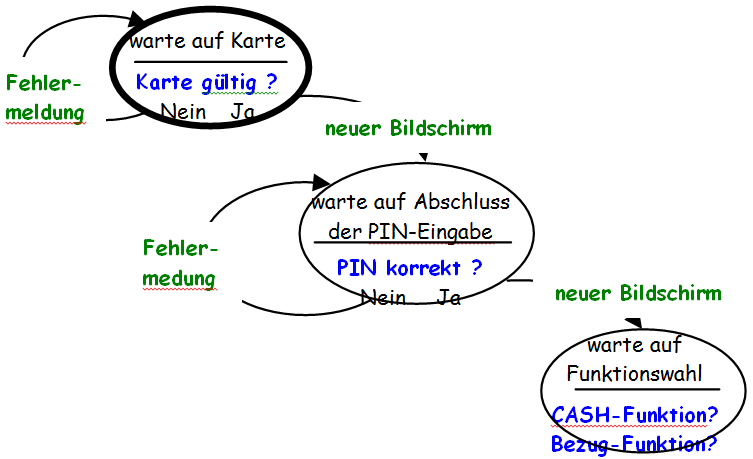 warte auf Karte
Karte gültig ?
Nein Ja
Fehler-
meldung
neuer Bildschirm
warte auf Abschluss
der PIN-Eingabe
PIN korrekt ?
Nein Ja
Fehler-
medung
neuer Bildschirm
warte auf
Funktionswahl
CASH-Funktion?
Bezug-Funktion?